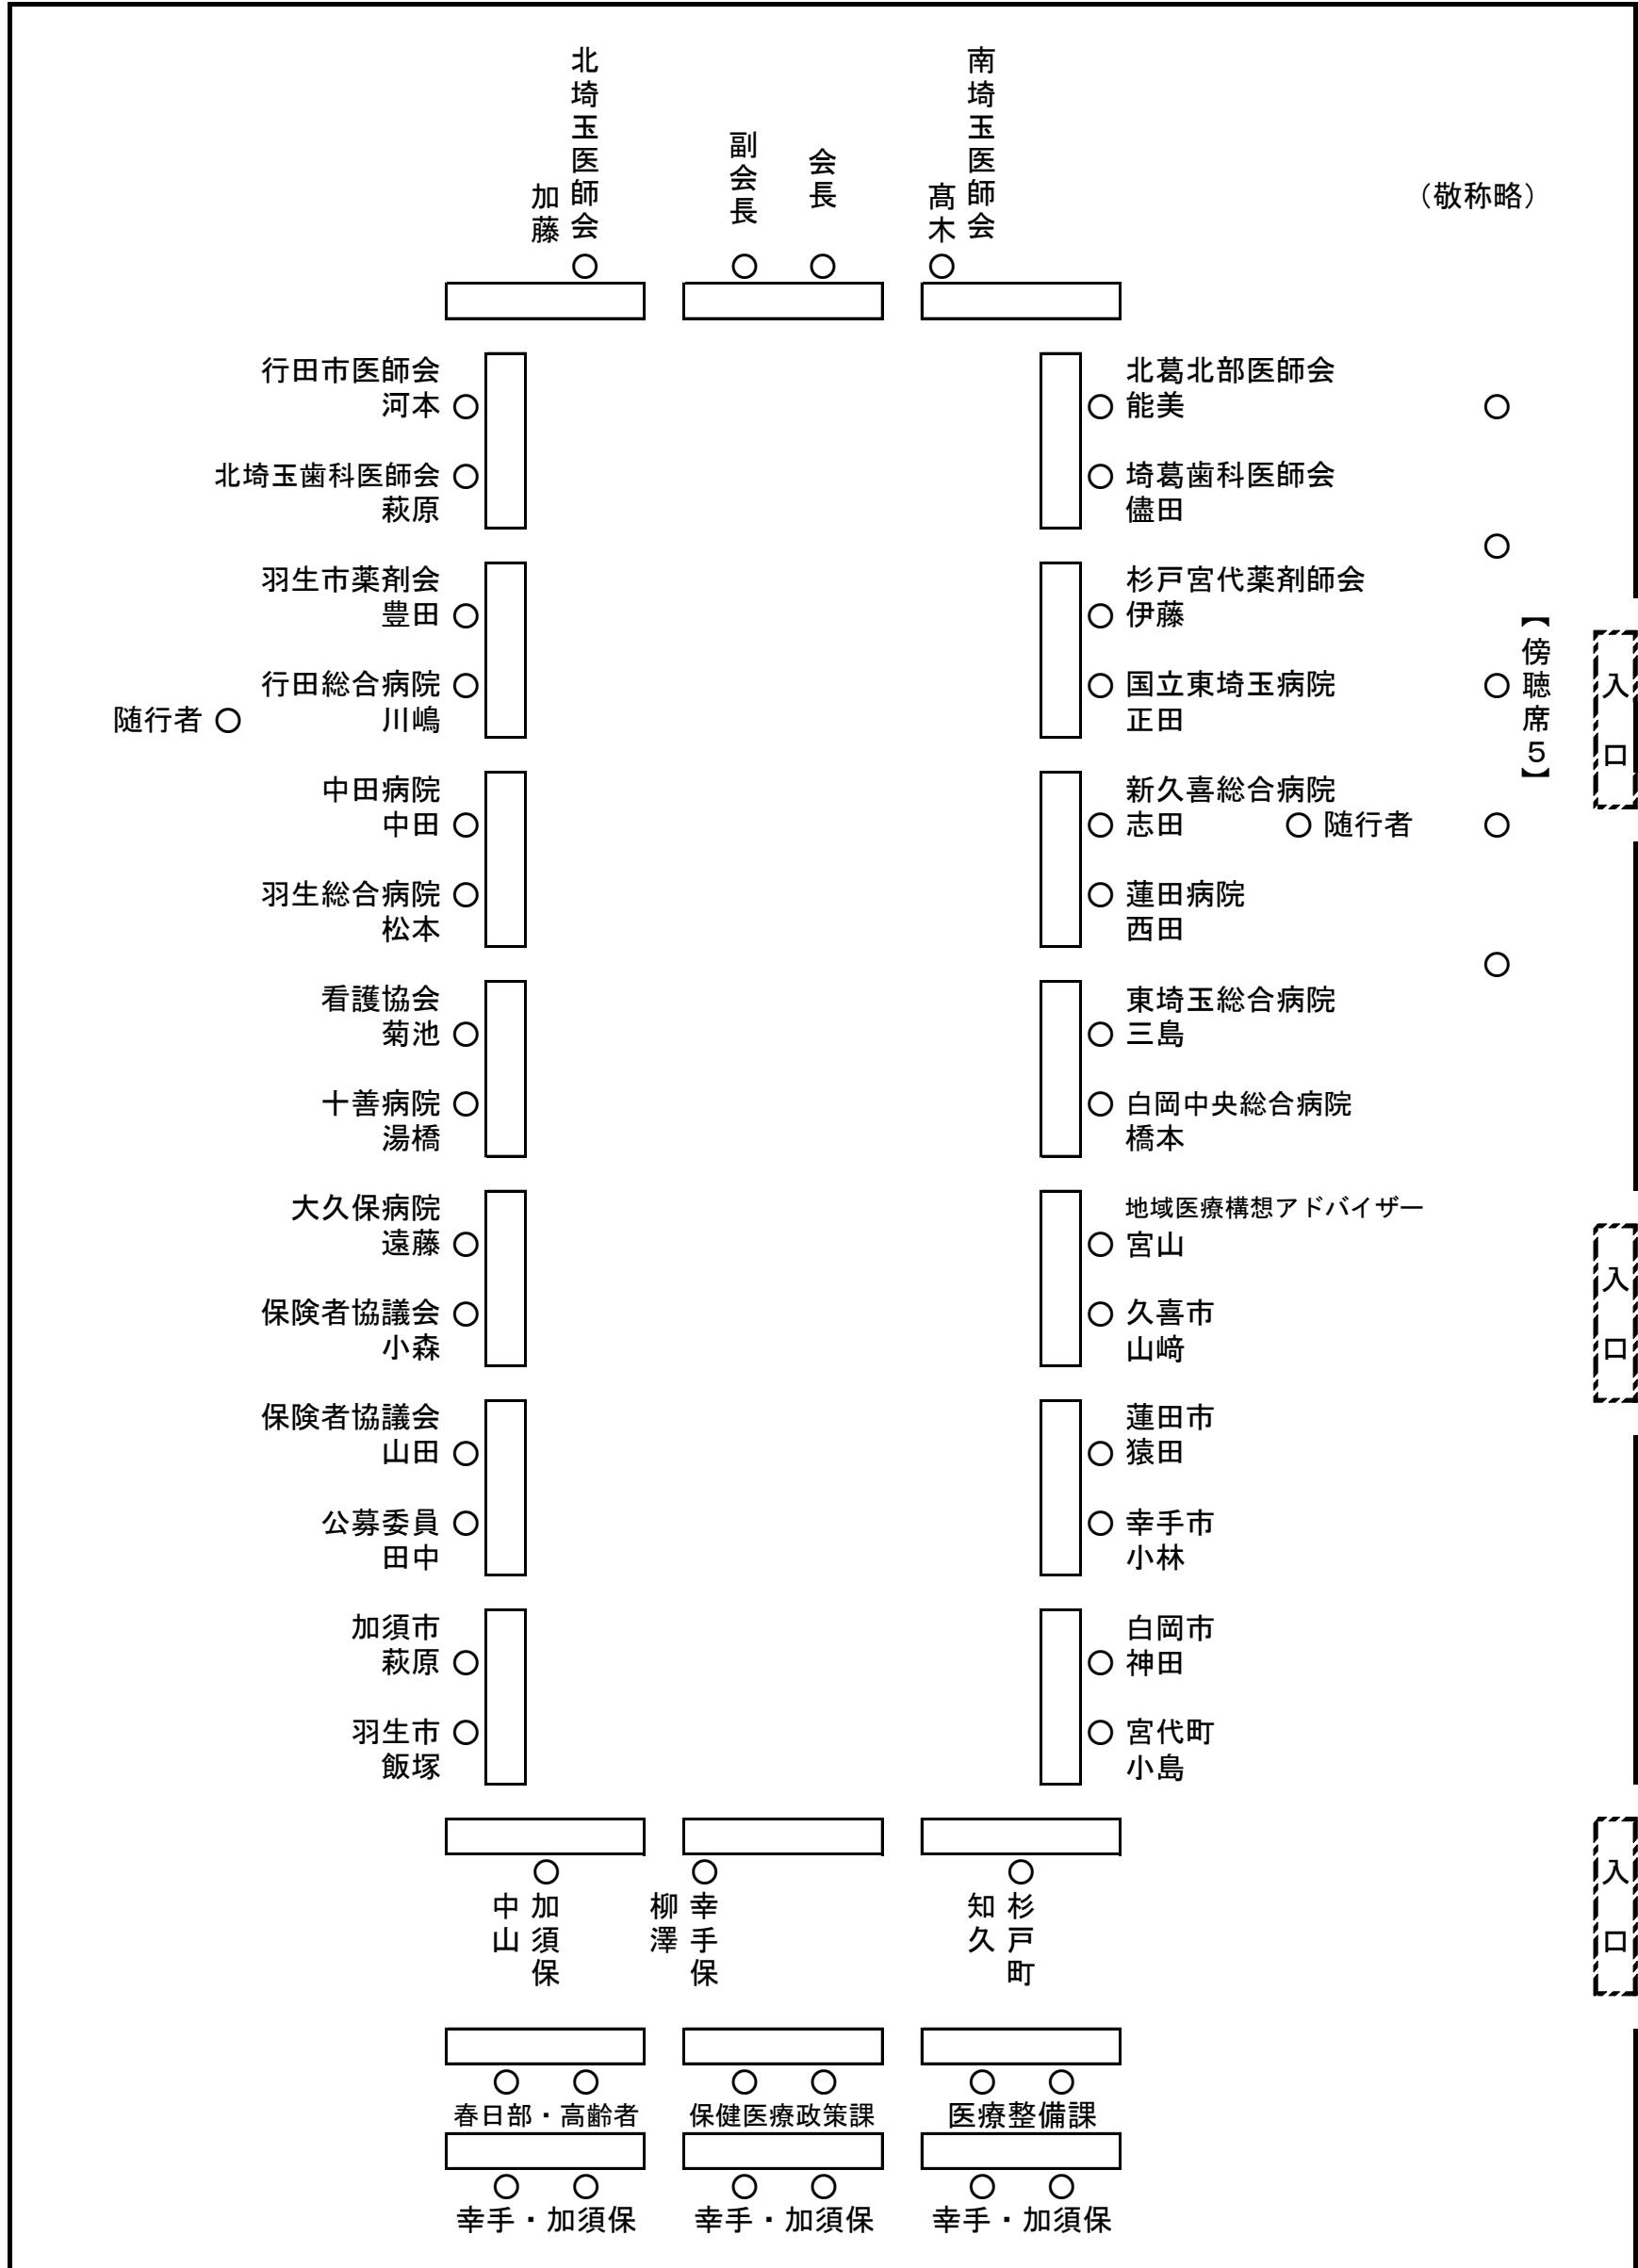 南埼玉医師会
髙木
会長
副会長
北埼玉医師会
加藤
（敬称略）
行田市医師会
河本
北埼玉歯科医師会
萩原
羽生市薬剤会
豊田
行田総合病院
川嶋
随行者
中田病院
中田
羽生総合病院
松本
看護協会
菊池
十善病院
湯橋
大久保病院
遠藤
保険者協議会
小森
保険者協議会
山田
公募委員
田中
加須市
萩原
羽生市
飯塚
北葛北部医師会
能美
埼葛歯科医師会
儘田
杉戸宮代薬剤師会
伊藤
国立東埼玉病院
正田
新久喜総合病院
志田
随行者
蓮田病院
西田
東埼玉総合病院
三島
白岡中央総合病院
橋本
地域医療構想アドバイザー
宮山
久喜市
山﨑
蓮田市
猿田
幸手市
小林
白岡市
神田
宮代町
小島
【傍聴席５】
入口
入口
入口
杉戸町
知久
幸手保
柳澤
加須保
中山
春日部・高齢者
保健医療政策課
医療整備課
幸手・加須保
幸手・加須保
幸手・加須保